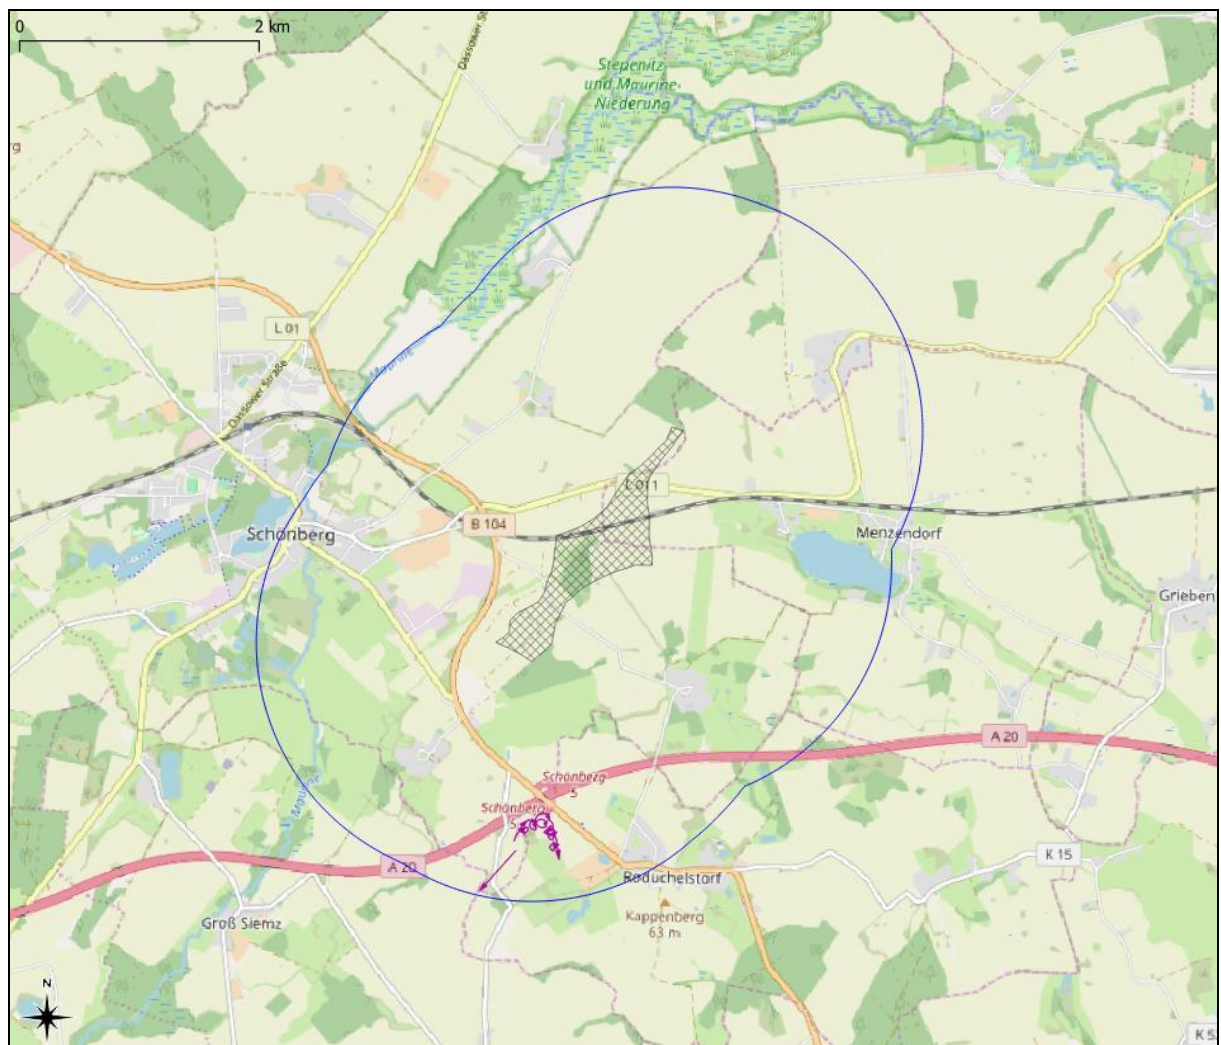 0
2 km
Dassower St
Stepenitz
und Maurine-
Niederung
L 01
Maurine
Dassower Straße
L 011
B 104
Schönberg
Menzendorf
Grieben
A 20
Schönberg
5
Schönberg
5
Maurine
A 20
K 15
Roduchelstorf
Groß Siemz
Kappenberg
63 m
N
K 5